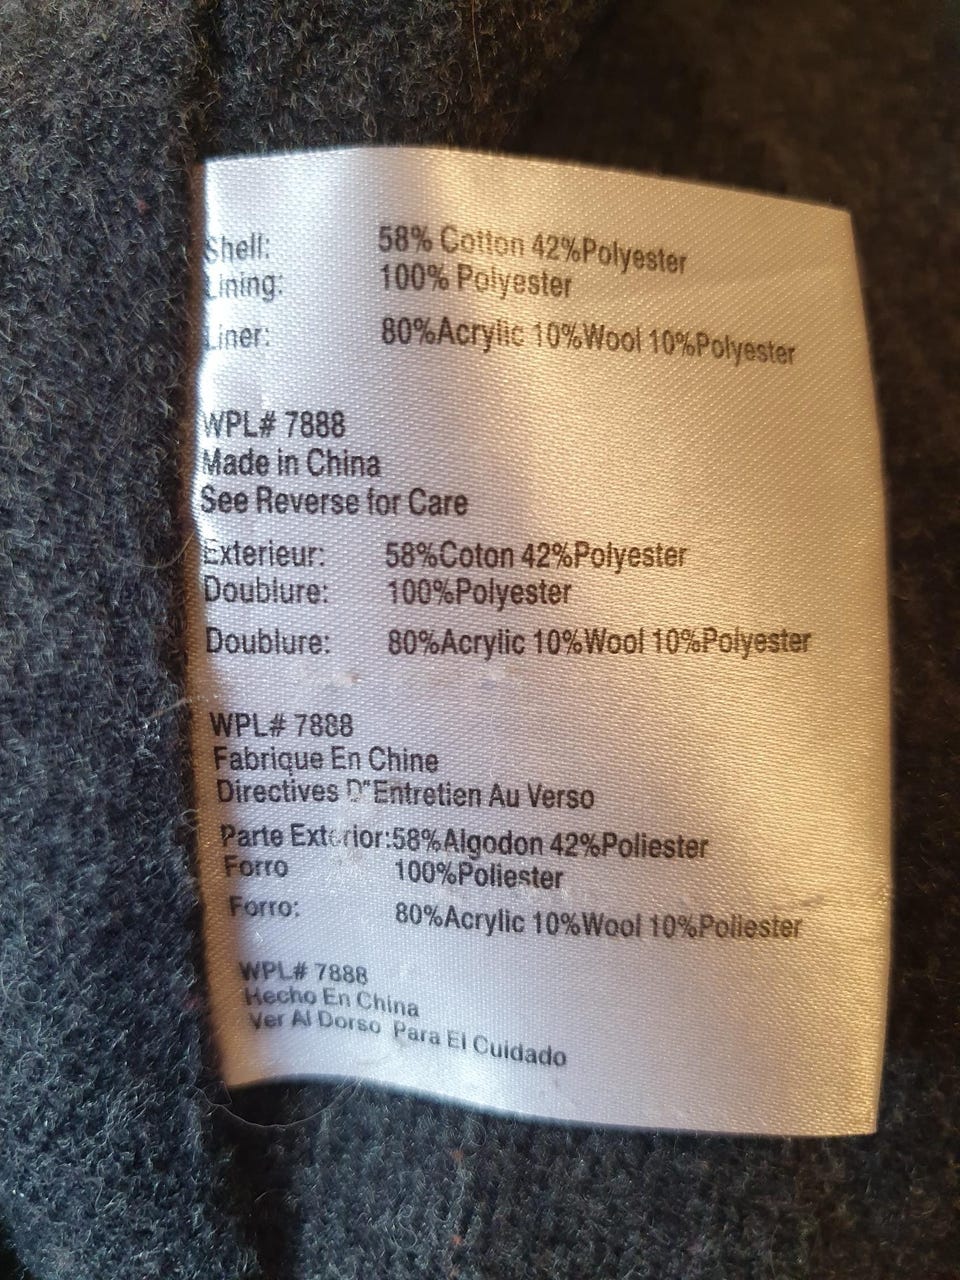 Shell: 58% Cotton 42%Polyester
Lining: 100% Polyester
Liner: 80%Acrylic 10%Wool 10%Polyester
WPL# 7888
Made in China
See Reverse for Care
Exterieur: 58%Coton 42%Polyester
Doublure: 100%Polyester
Doublure: 80%Acrylic 10%Wool 10%Polyester
WPL# 7888
Fabrique En Chine
Directives D"Entretien Au Verso
Parte Exterior:58%Algodon 42%Poliester
Forro 100%Poliester
Forro: 80%Acrylic 10%Wool 10%Poliester
WPL# 7888
Hecho En China
Ver Al Dorso Para El Cuidado